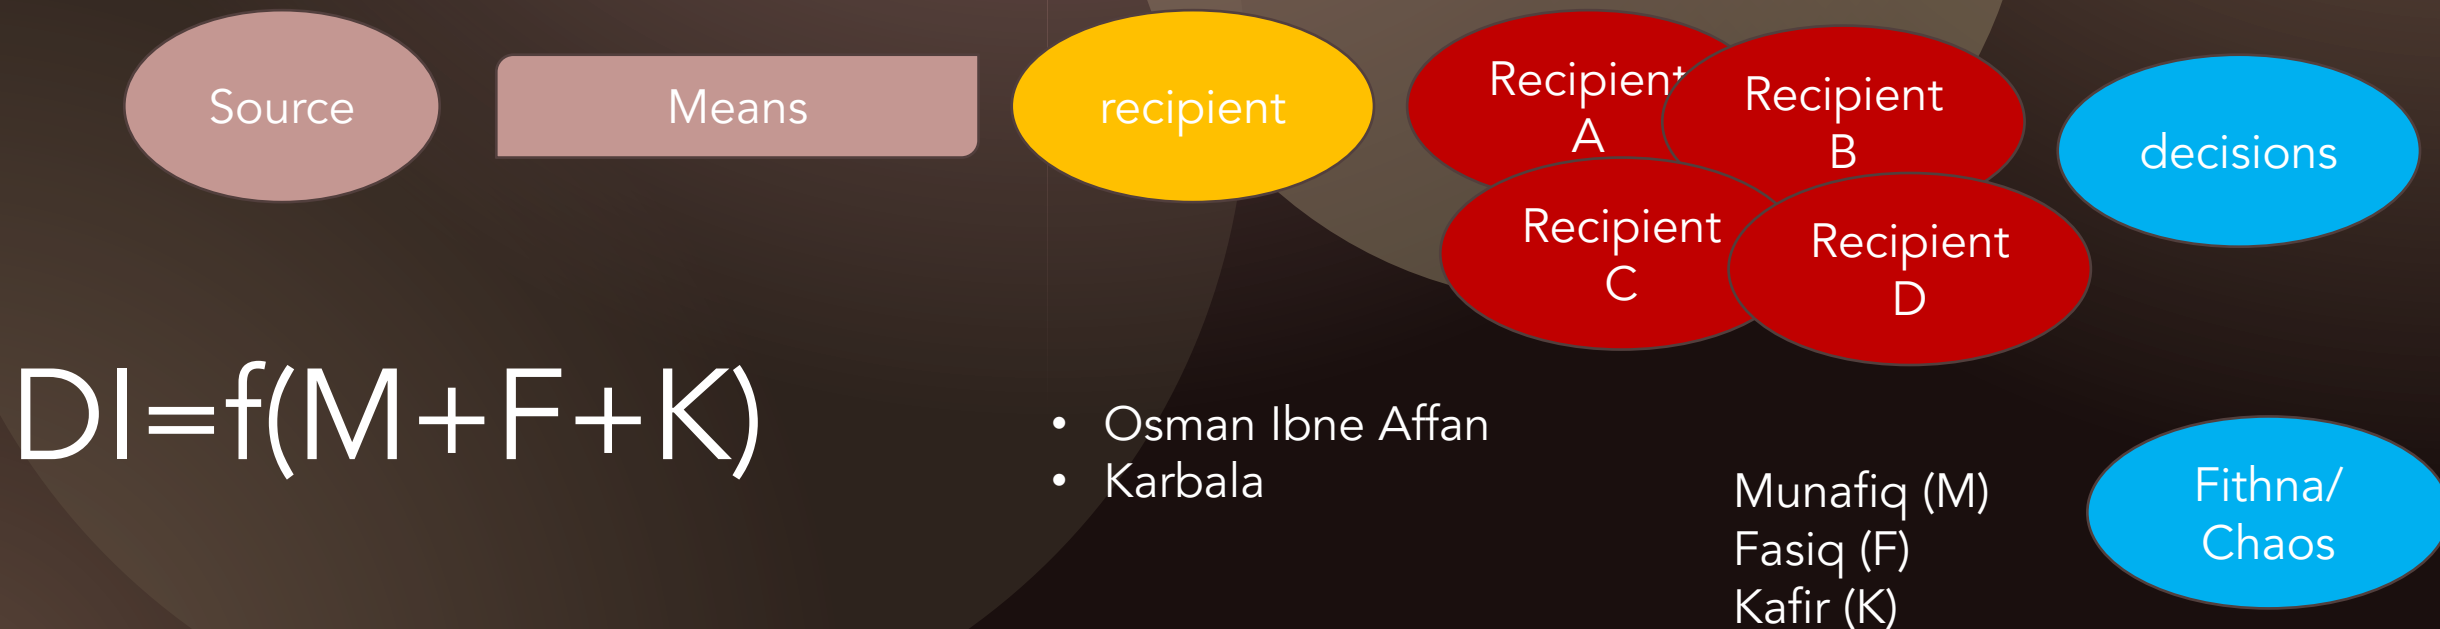 Source
Means
recipient
Recipient
A
Recipient
B
Recipient
C
Recipient
D
decisions
DI=f(M+F+K)
• Osman Ibne Affan
• Karbala
Munafiq (M)
Fasiq (F)
Kafir (K)
Fithna/
Chaos